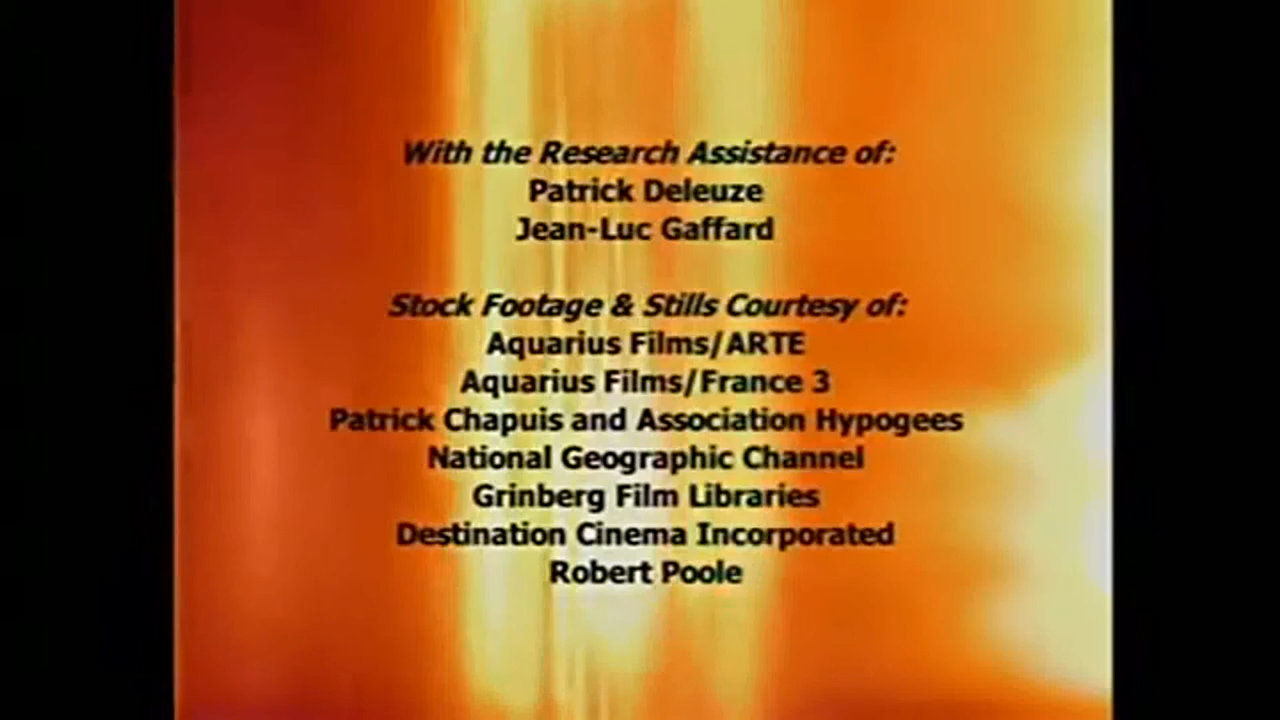 With the Research Assistance of:
Patrick Deleuze
Jean-Luc Gaffard
Stock Footage & Stills Courtesy of:
Aquarius Films/ARTE
Aquarius Films/France 3
Patrick Chapuis and Association Hypogees
National Geographic Channel
Grinberg Film Libraries
Destination Cinema Incorporated
Robert Poole